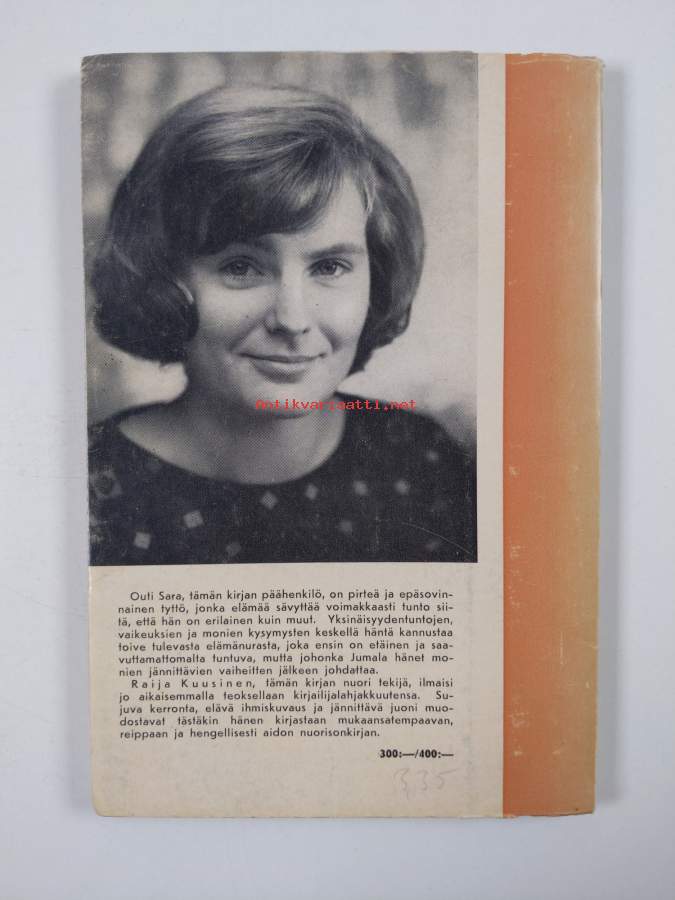 Antikvariaatti.net
Outi Sara, tämän kirjan päähenkilö, on pirteä ja epäsovin-
nainen tyttö, jonka elämää sävyttää voimakkaasti tunto sii-
tä, että hän on erilainen kuin muut. Yksinäisyydentuntojen,
vaikeuksien ja monien kysymysten keskellä häntä kannustaa
toive tulevasta elämänurasta, joka ensin on etäinen ja saa-
vuttamattomalta tuntuva, mutta johonka Jumala hänet mo-
nien jännittävien vaiheitten jälkeen johdattaa.
Raija Kuusinen, tämän kirjan nuori tekijä, ilmaisi
jo aikaisemmalla teoksellaan kirjailijalahjakkuutensa. Su-
juva kerronta, elävä ihmiskuvaus ja jännittävä juoni muo-
dostavat tästäkin hänen kirjastaan mukaansatempaavan,
reippaan ja hengellisesti aidon nuorisonkirjan.
300:—/400:—
3,35